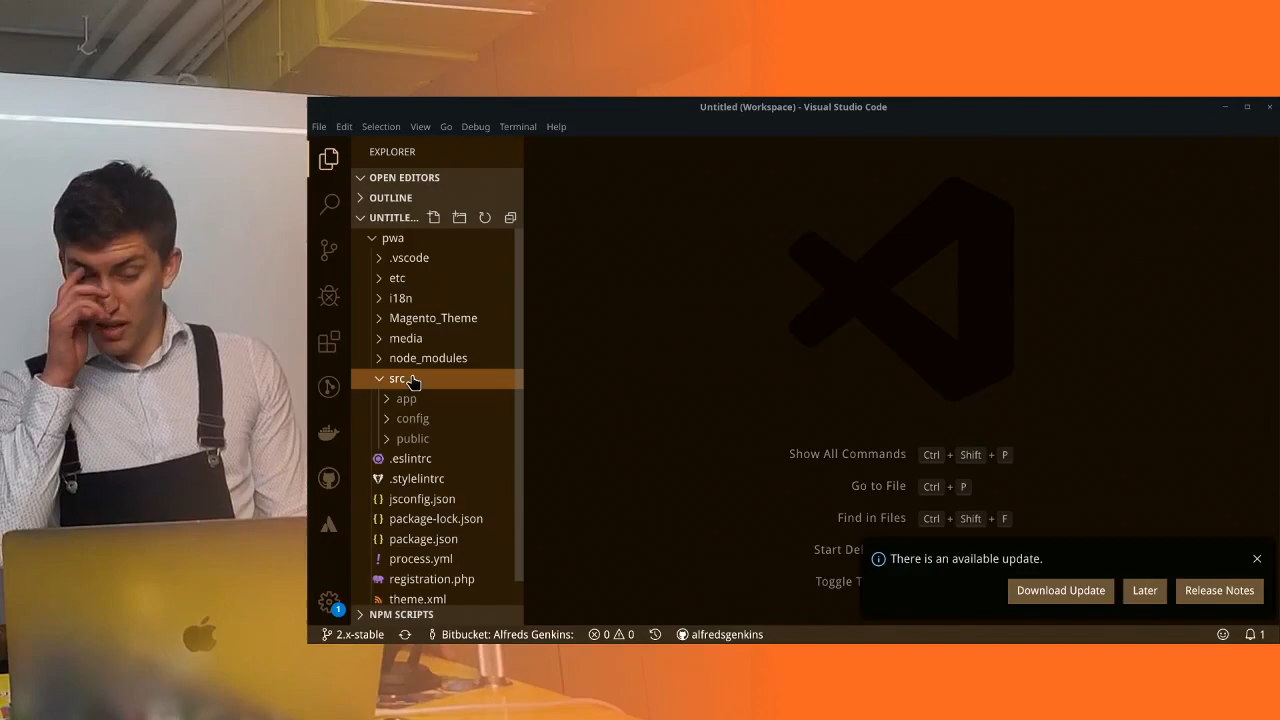 Untitled (Workspace) - Visual Studio Code
File Edit Selection View Go Debug Terminal Help
EXPLORER
OPEN EDITORS
OUTLINE
UNTITLE...
pwa
.vscode
etc
i18n
Magento_Theme
media
node_modules
src
app
config
public
.eslintrc
.stylelintrc
jsconfig.json
package-lock.json
package.json
process.yml
registration.php
theme.xml
NPM SCRIPTS
Show All Commands Ctrl + Shift + P
Go to File Ctrl + P
Find in Files Ctrl + Shift + F
Start De
Toggle T
There is an available update.
Download Update Later Release Notes
1
2.x-stable Bitbucket: Alfreds Genkins: 0 0 alfredsgenkins 1